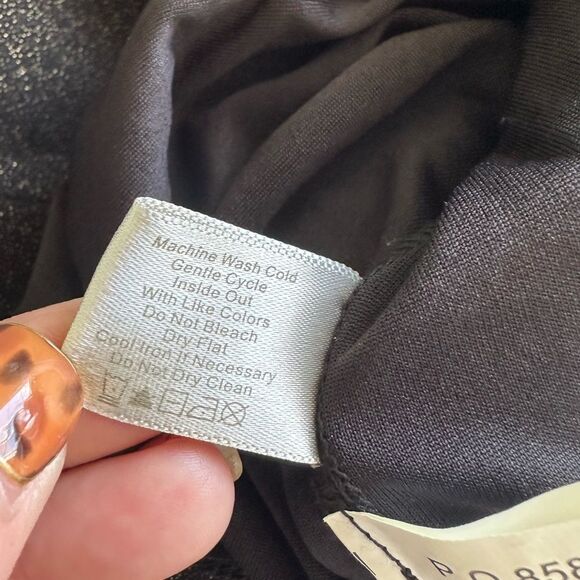 Machine Wash Cold
Gentle Cycle
Inside Out
With Like Colors
Do Not Bleach
Dry Flat
Cool Iron if Necessary
Do Not Dry Clean
P.O 858